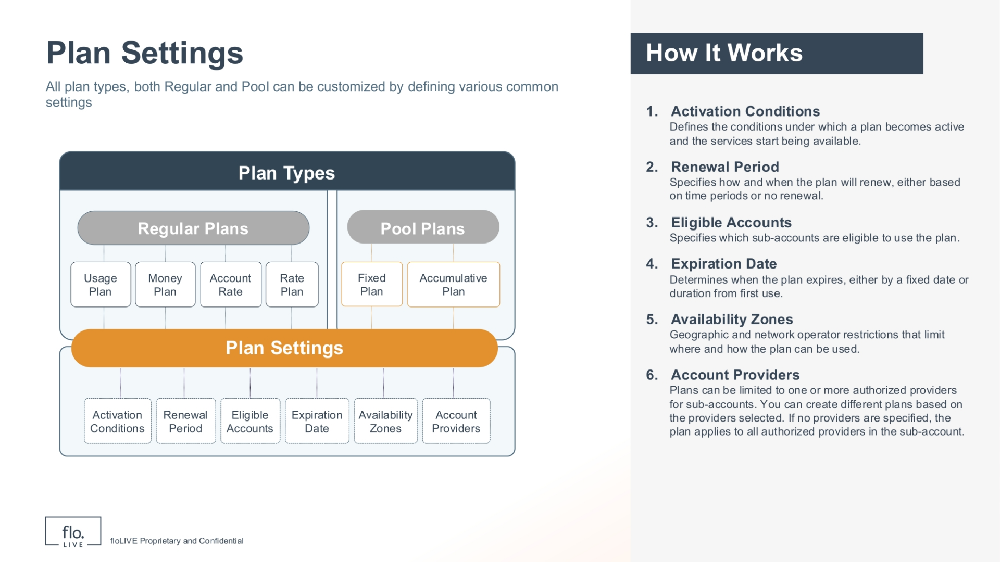 Plan Settings
All plan types, both Regular and Pool can be customized by defining various common
settings
Plan Types
Regular Plans
Pool Plans
Usage
Plan
Money
Plan
Account
Rate
Rate
Plan
Fixed
Plan
Accumulative
Plan
Plan Settings
Activation
Conditions
Renewal
Period
Eligible
Accounts
Expiration
Date
Availability
Zones
Account
Providers
flo.
LIVE
floLIVE Proprietary and Confidential
How It Works
1. Activation Conditions
Defines the conditions under which a plan becomes active
and the services start being available.
2. Renewal Period
Specifies how and when the plan will renew, either based
on time periods or no renewal.
3. Eligible Accounts
Specifies which sub-accounts are eligible to use the plan.
4. Expiration Date
Determines when the plan expires, either by a fixed date or
duration from first use.
5. Availability Zones
Geographic and network operator restrictions that limit
where and how the plan can be used.
6. Account Providers
Plans can be limited to one or more authorized providers
for sub-accounts. You can create different plans based on
the providers selected. If no providers are specified, the
plan applies to all authorized providers in the sub-account.